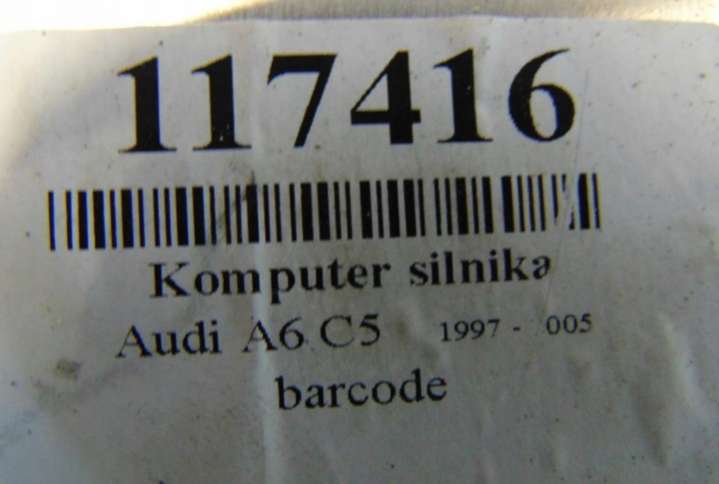 117416
Komputer silnika
Audi A6 C5 1997 - 005
barcode